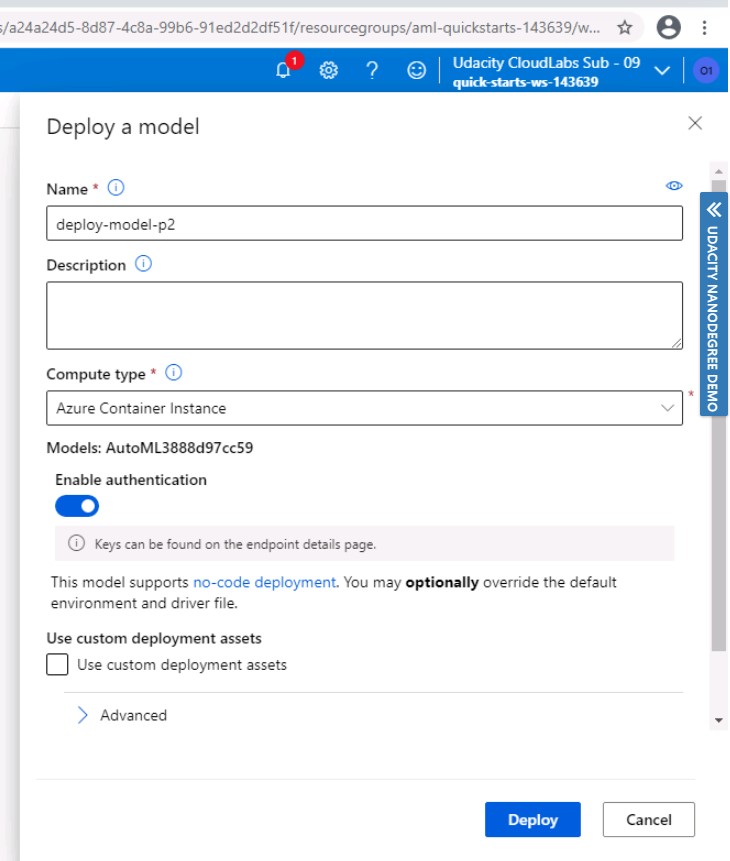 s/a24a24d5-8d87-4c8a-99b6-91ed2d2df51f/resourcegroups/aml-quickstarts-143639/w...
1
Udacity CloudLabs Sub - 09
quick-starts-ws-143639
O1
Deploy a model
Name *
deploy-model-p2
Description
Compute type *
Azure Container Instance
*
Models: AutoML3888d97cc59
Enable authentication
Keys can be found on the endpoint details page.
This model supports no-code deployment. You may optionally override the default
environment and driver file.
Use custom deployment assets
Use custom deployment assets
Advanced
Deploy
Cancel
UDACITY NANODEGREE DEMO